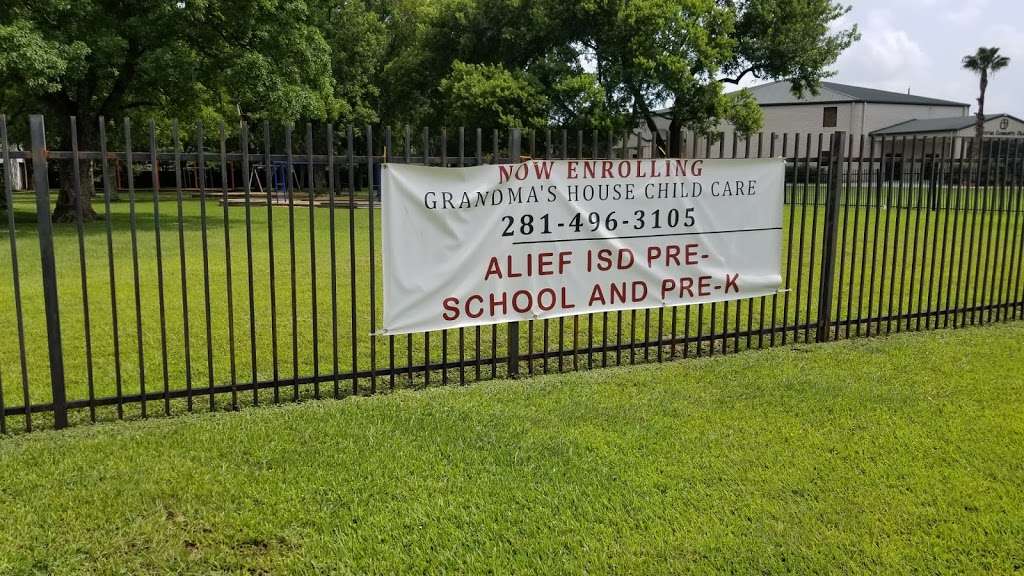 NOW ENROLLING
GRANDMA'S HOUSE CHILD CARE
281-496-3105
ALIEF ISD PRE-
SCHOOL AND PRE-K